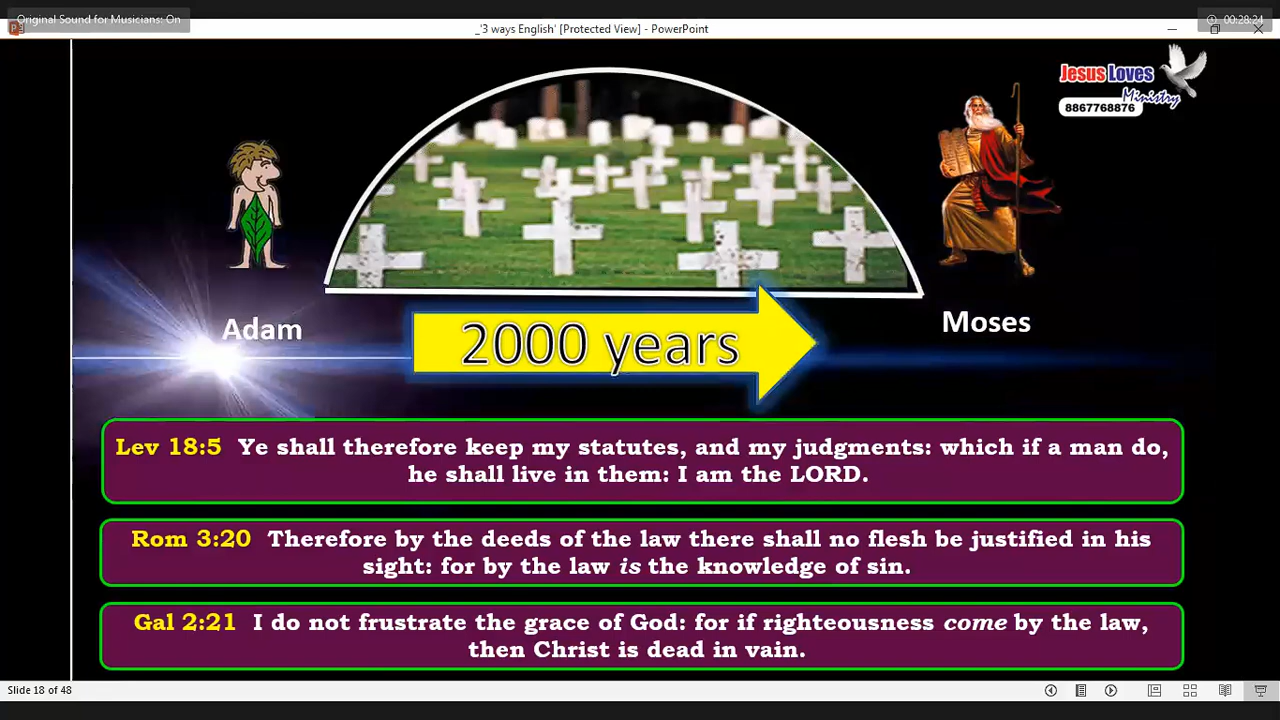 Original Sound for Musicians: On
00:28:24
_'3 ways English' [Protected View] - PowerPoint
Jesus Loves
Ministry
8867768876
Adam
2000 years
Moses
Lev 18:5 Ye shall therefore keep my statutes, and my judgments: which if a man do,
he shall live in them: I am the LORD.
Rom 3:20 Therefore by the deeds of the law there shall no flesh be justified in his
sight: for by the law is the knowledge of sin.
Gal 2:21 I do not frustrate the grace of God: for if righteousness come by the law,
then Christ is dead in vain.
Slide 18 of 48